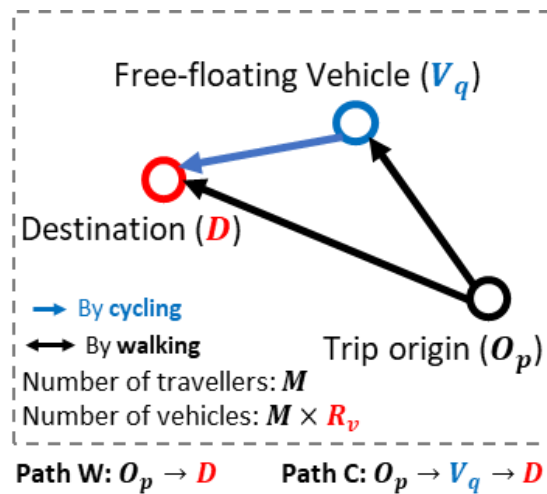 Free-floating Vehicle (V_q)
Destination (D)
By cycling
By walking
Trip origin (O_p)
Number of travellers: M
Number of vehicles: M × R_v
Path W: O_p → D Path C: O_p → V_q → D